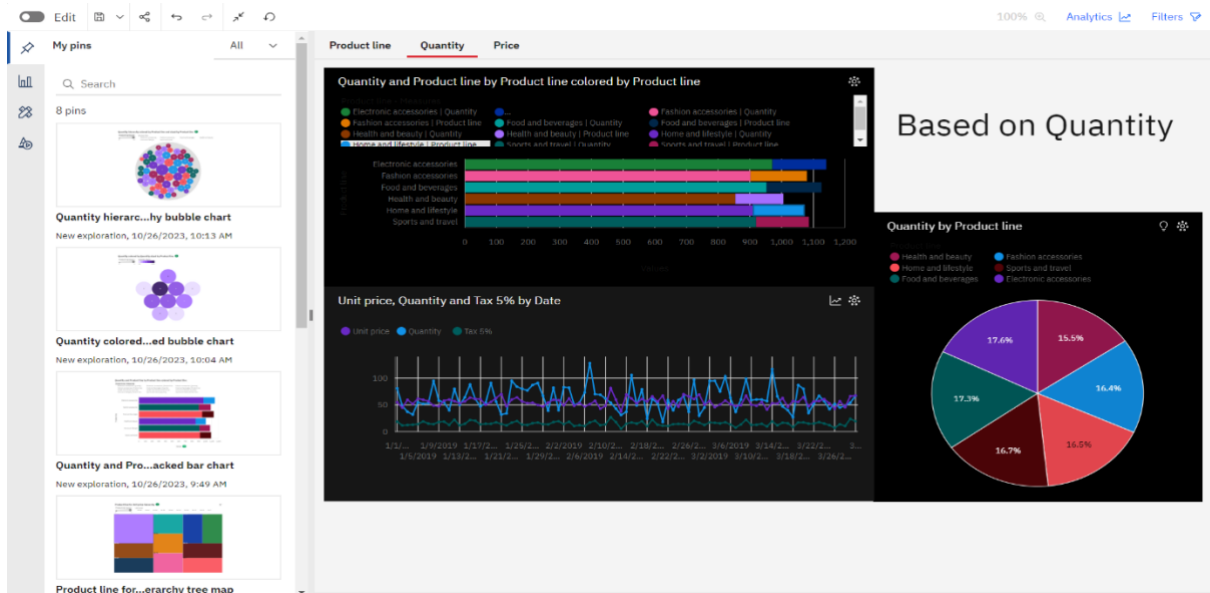 Edit
100%
Analytics
Filters
My pins
All
Search
8 pins
Quantity hierarc...hy bubble chart
New exploration, 10/26/2023, 10:13 AM
Quantity colored...ed bubble chart
New exploration, 10/26/2023, 10:04 AM
Quantity and Pro...acked bar chart
New exploration, 10/26/2023, 9:49 AM
Product line for...erarchy tree map
Product line Quantity Price
Quantity and Product line by Product line colored by Product line
Electronic accessories | Quantity ... Fashion accessories | Quantity
Fashion accessories | Product line Food and beverages | Quantity Food and beverages | Product line
Health and beauty | Quantity Health and beauty | Product line Home and lifestyle | Quantity
Home and lifestyle | Product line Sports and travel | Quantity Sports and travel | Product line
Electronic accessories
Fashion accessories
Food and beverages
Health and beauty
Home and lifestyle
Sports and travel
0 100 200 300 400 500 600 700 800 900 1,000 1,100 1,200
Unit price, Quantity and Tax 5% by Date
Unit price Quantity Tax 5%
100
50
0
1/1/... 1/9/2019 1/17/2... 1/25/2... 2/2/2019 2/10/2... 2/18/2... 2/26/2... 3/6/2019 3/14/2... 3/22/2... 3...
1/5/2019 1/13/2... 1/21/2... 1/29/2... 2/6/2019 2/14/2... 2/22/2... 3/2/2019 3/10/2... 3/18/2... 3/26/2...
Based on Quantity
Quantity by Product line
Health and beauty Fashion accessories
Home and lifestyle Sports and travel
Food and beverages Electronic accessories
17.6%
15.5%
16.4%
17.3%
16.7%
16.5%